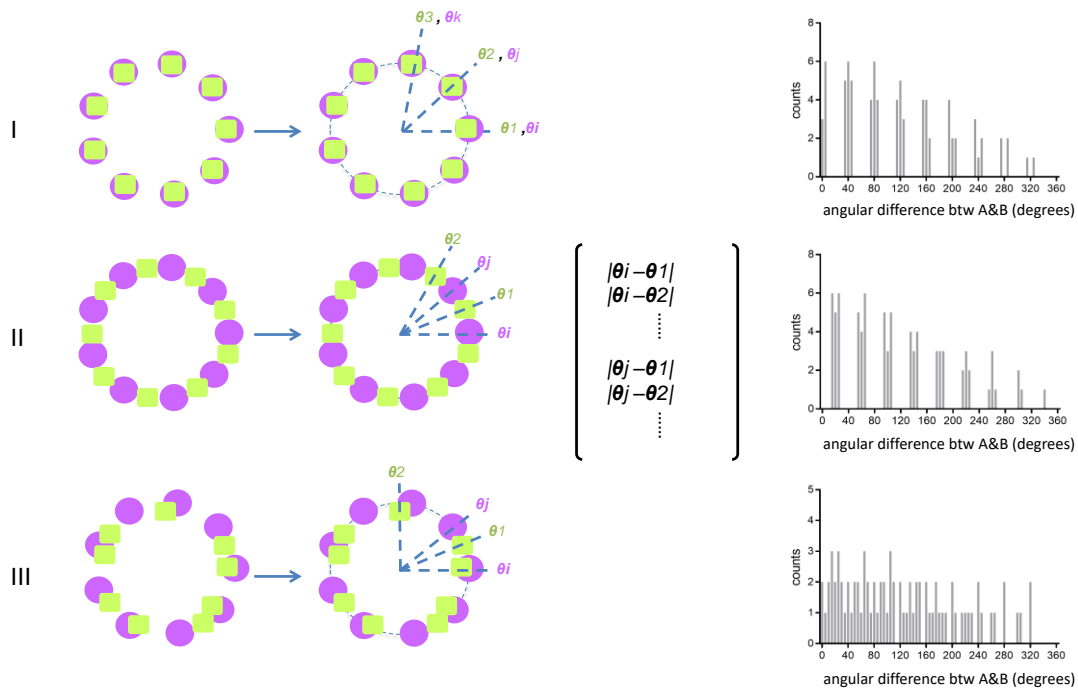 I
θ3 , θk
θ2 , θj
θ1 , θi
8
6
4
2
0
counts
0 40 80 120 160 200 240 280 320 360
angular difference btw A&B (degrees)
II
θ2
θj
θ1
θi
|θi –θ1|
|θi –θ2|
......
|θj –θ1|
|θj –θ2|
......
8
6
4
2
0
counts
0 40 80 120 160 200 240 280 320 360
angular difference btw A&B (degrees)
III
θ2
θj
θ1
θi
5
4
3
2
1
0
counts
0 40 80 120 160 200 240 280 320 360
angular difference btw A&B (degrees)